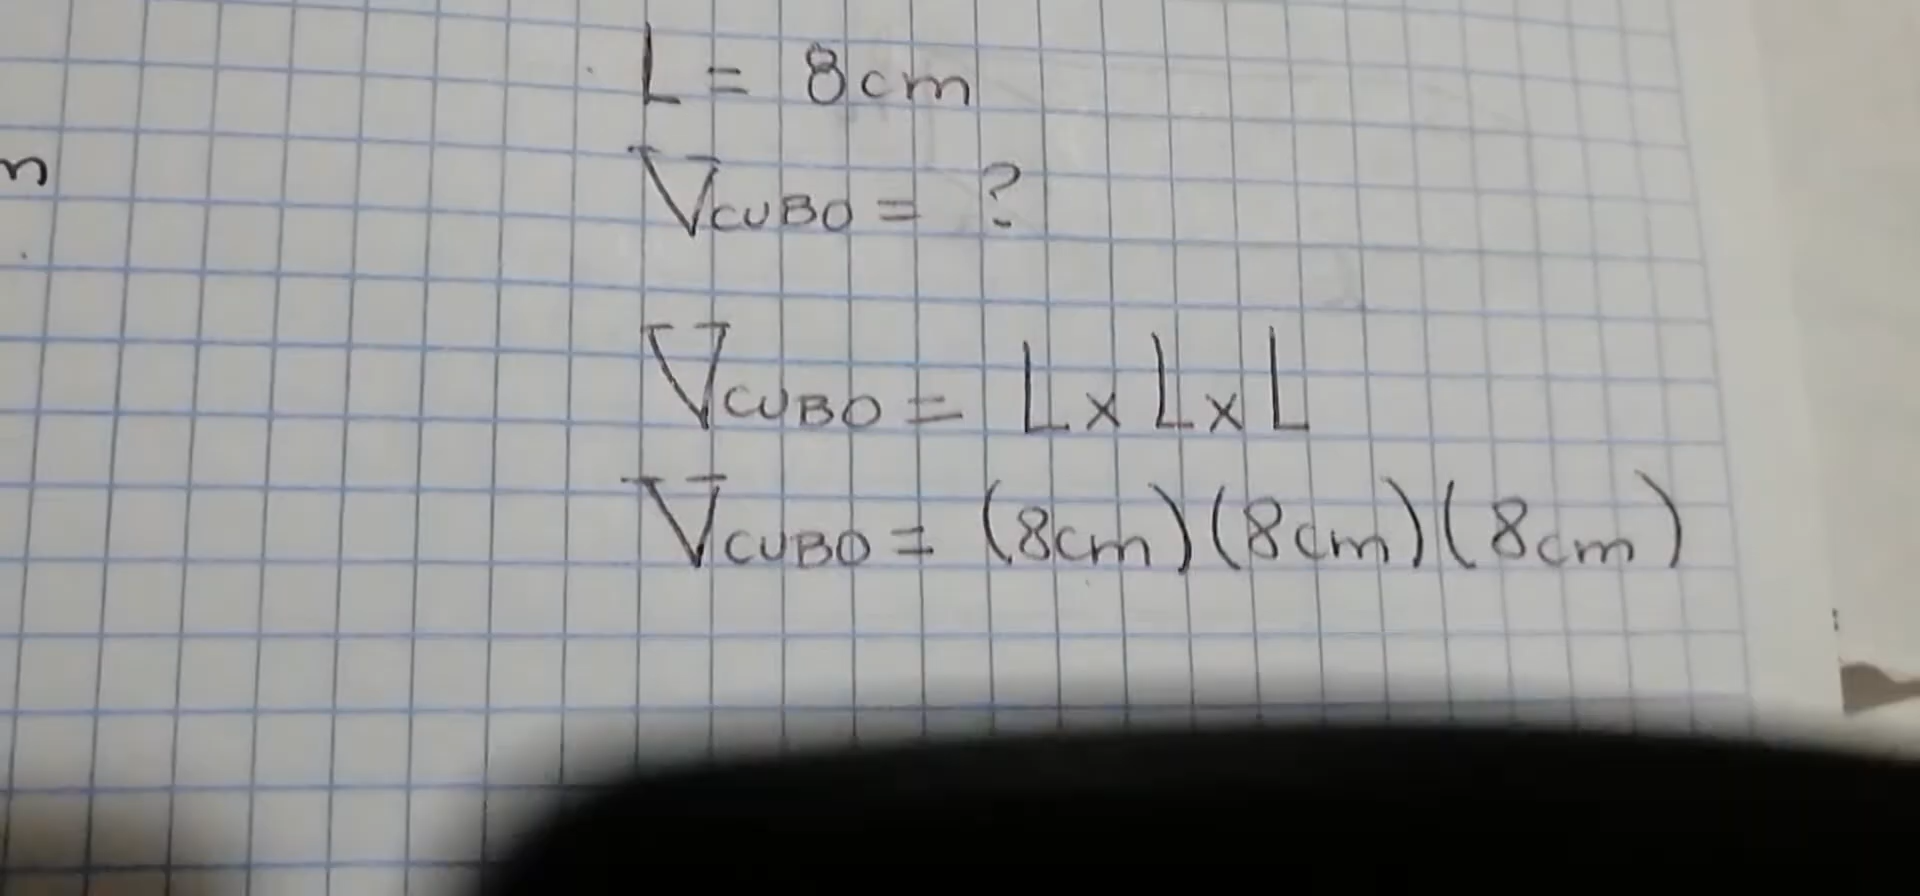 L = 8cm
VCUBO = ?
VCUBO = L x L x L
VCUBO = (8cm)(8cm)(8cm)